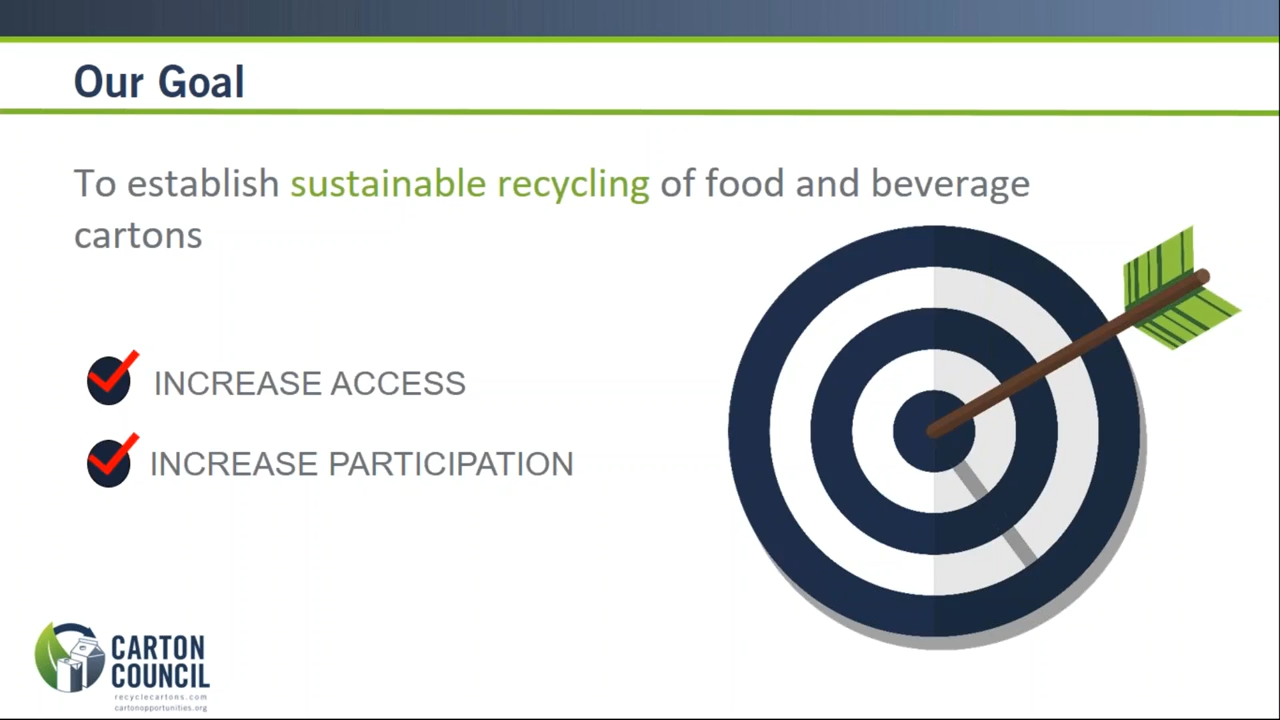 Our Goal
To establish sustainable recycling of food and beverage
cartons
INCREASE ACCESS
INCREASE PARTICIPATION
CARTON
COUNCIL
recyclecartons.com
cartonopportunities.org